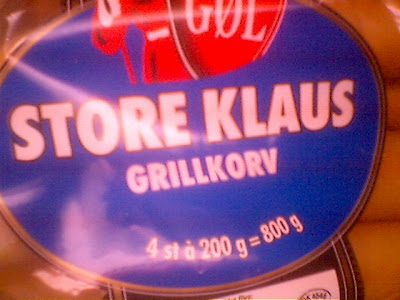 GØL
STORE KLAUS
GRILLKORV
4 st à 200 g = 800 g